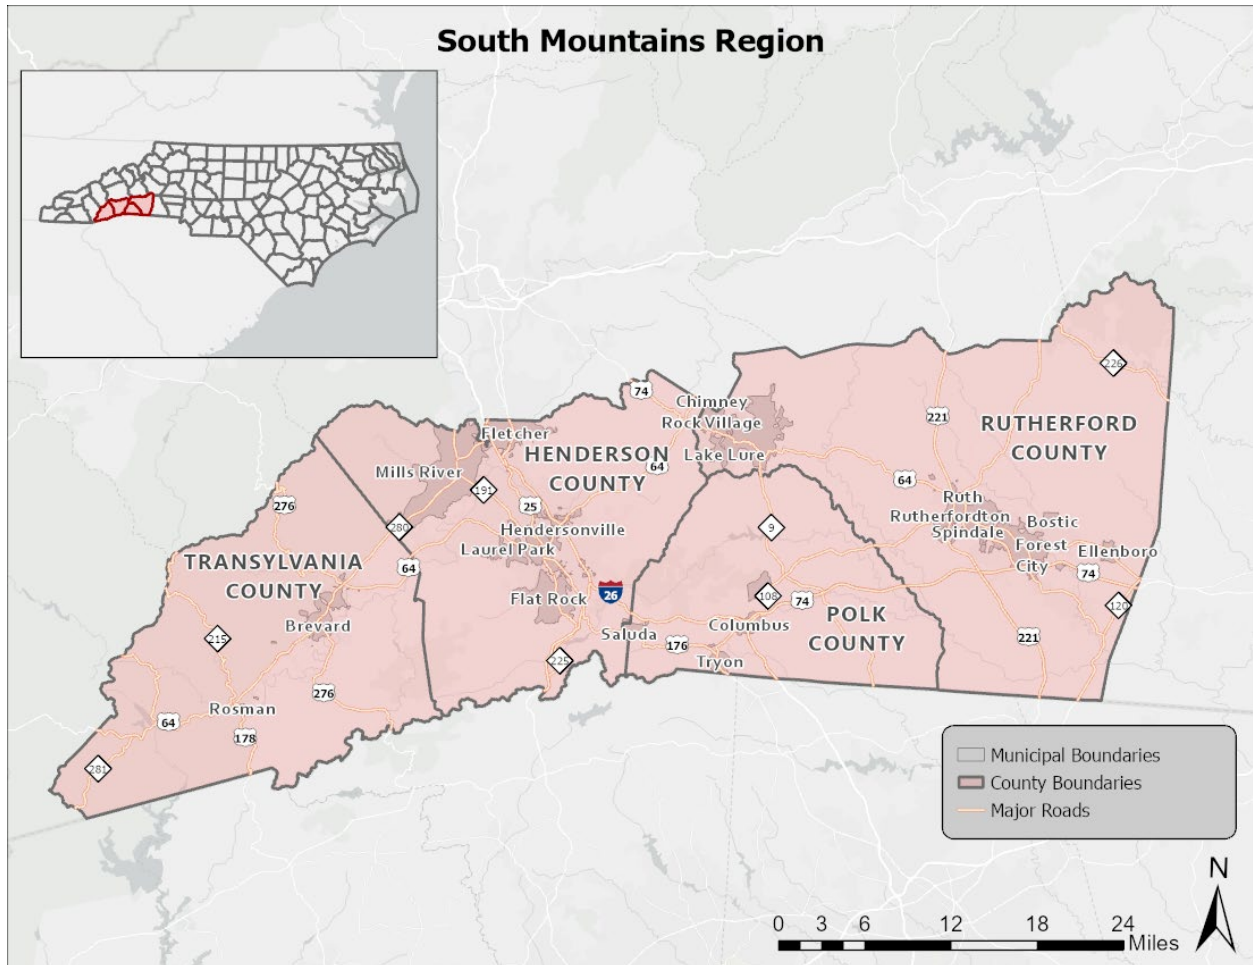 South Mountains Region
226
74
Chimney
Rock Village
221
RUTHERFORD
COUNTY
Fletcher
HENDERSON
COUNTY
Lake Lure
64
Mills River
64
191
276
25
Ruth
Rutherfordton
Spindale
Bostic
280
Hendersonville
9
Forest
City
Ellenboro
Laurel Park
TRANSYLVANIA
COUNTY
64
74
Flat Rock
26
108
74
120
POLK
COUNTY
Brevard
Columbus
215
Saluda
176
221
225
Tryon
276
Rosman
64
178
281
Municipal Boundaries
County Boundaries
Major Roads
N
0 3 6 12 18 24
Miles